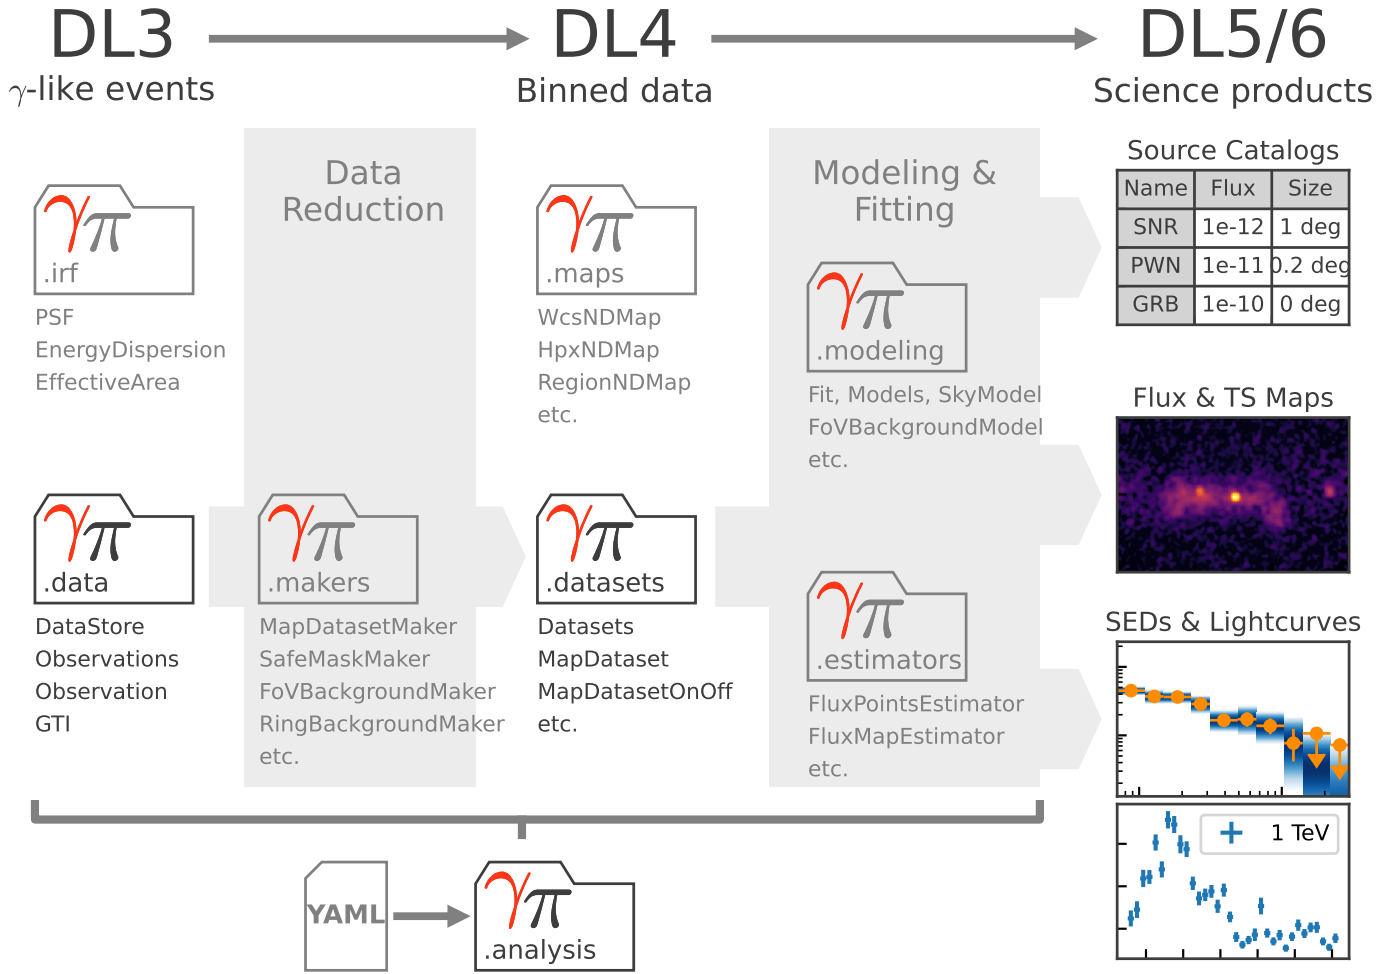 DL3
DL4
DL5/6
γ-like events
Binned data
Science products
Data
Reduction
Modeling &
Fitting
γπ
.irf
PSF
EnergyDispersion
EffectiveArea
γπ
.data
DataStore
Observations
Observation
GTI
γπ
.makers
MapDatasetMaker
SafeMaskMaker
FoVBackgroundMaker
RingBackgroundMaker
etc.
γπ
.maps
WcsNDMap
HpxNDMap
RegionNDMap
etc.
γπ
.datasets
Datasets
MapDataset
MapDatasetOnOff
etc.
γπ
.modeling
Fit, Models, SkyModel
FoVBackgroundModel
etc.
γπ
.estimators
FluxPointsEstimator
FluxMapEstimator
etc.
Source Catalogs
Name Flux Size
SNR 1e-12 1 deg
PWN 1e-11 0.2 deg
GRB 1e-10 0 deg
Flux & TS Maps
SEDs & Lightcurves
1 TeV
YAML
γπ
.analysis